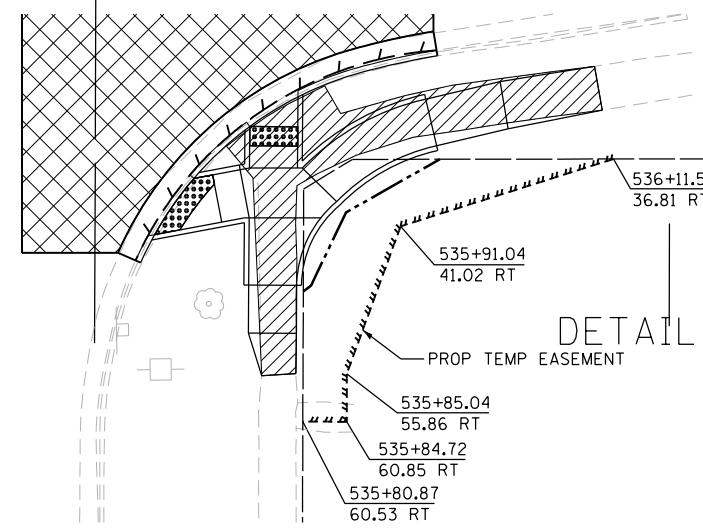 536+11.5
36.81 RT
535+91.04
41.02 RT
DETAIL
PROP TEMP EASEMENT
535+85.04
55.86 RT
535+84.72
60.85 RT
535+80.87
60.53 RT